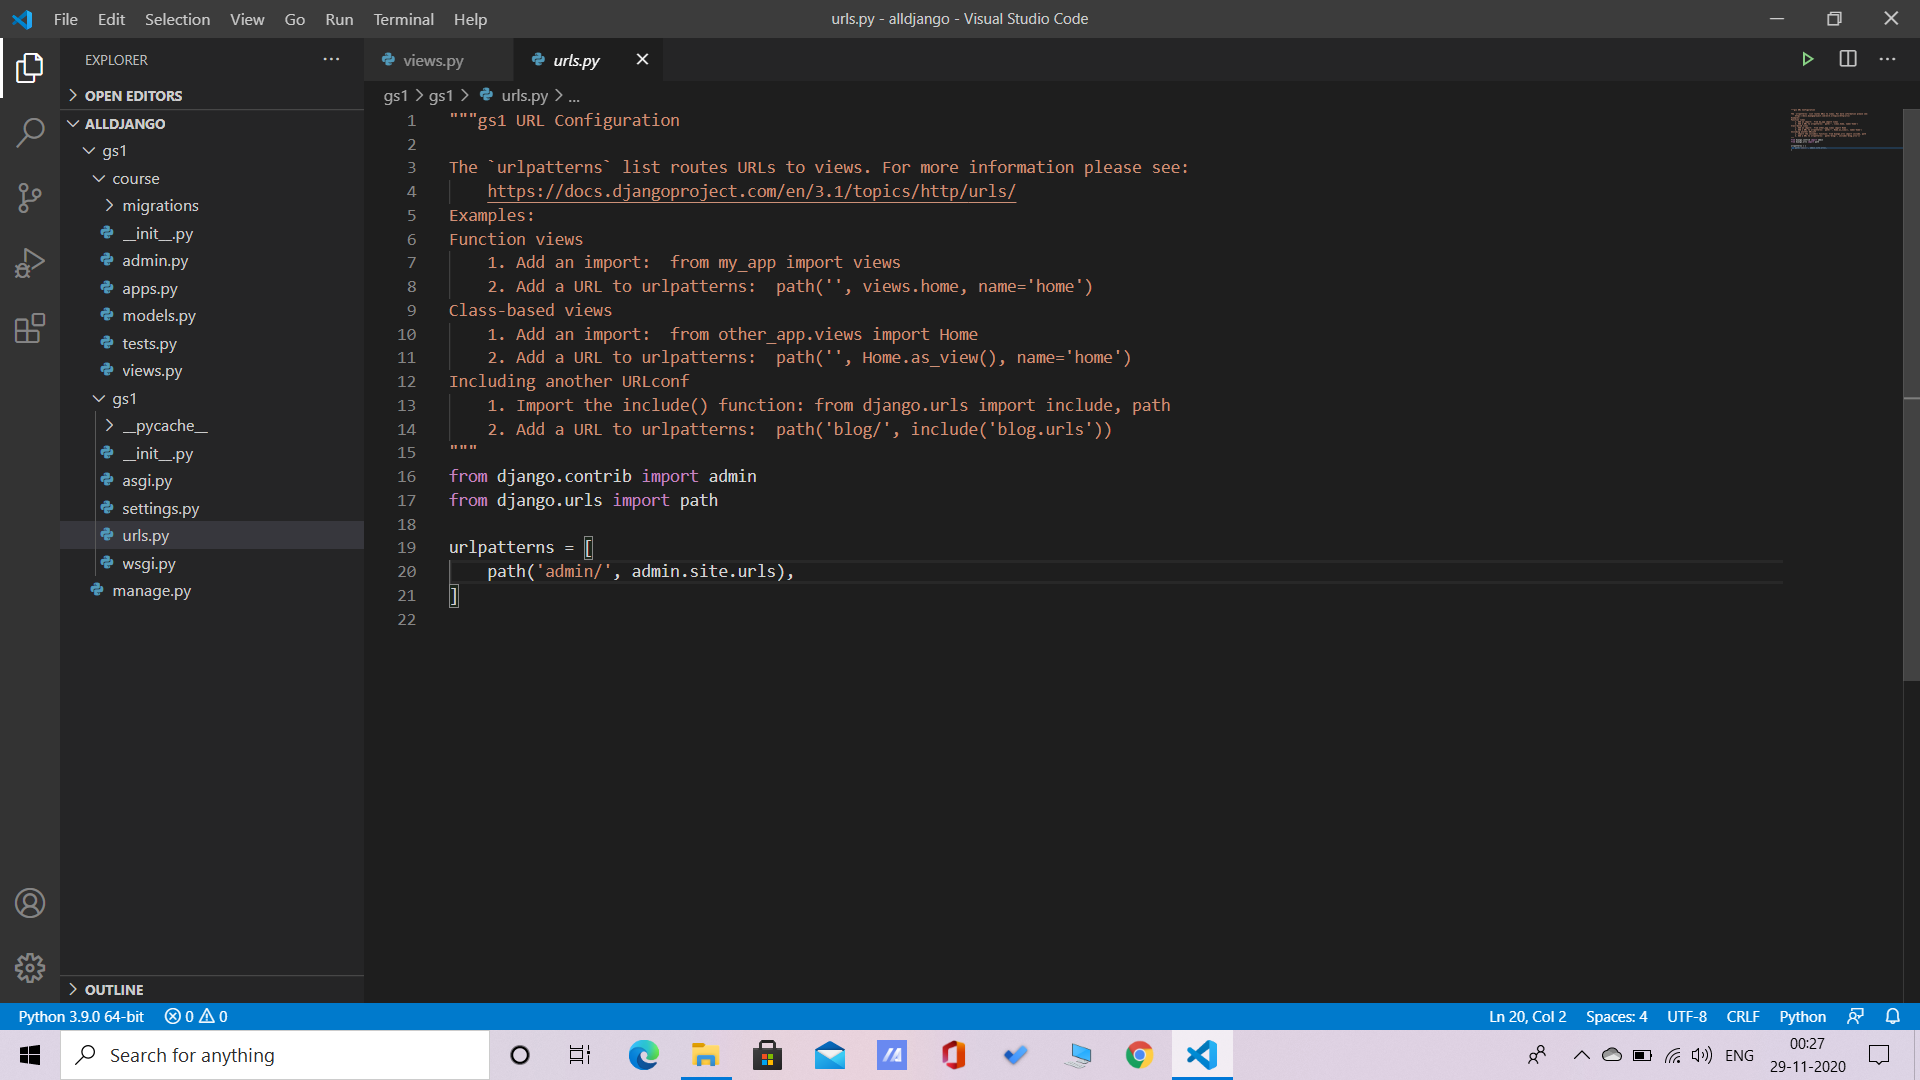 File Edit Selection View Go Run Terminal Help
urls.py - alldjango - Visual Studio Code
EXPLORER
OPEN EDITORS
ALLDJANGO
gs1
course
migrations
__init__.py
admin.py
apps.py
models.py
tests.py
views.py
gs1
__pycache__
__init__.py
asgi.py
settings.py
urls.py
wsgi.py
manage.py
OUTLINE
views.py
urls.py
gs1 > gs1 > urls.py > ...
1 """gs1 URL Configuration
2
3 The `urlpatterns` list routes URLs to views. For more information please see:
4     https://docs.djangoproject.com/en/3.1/topics/http/urls/
5 Examples:
6 Function views
7     1. Add an import:  from my_app import views
8     2. Add a URL to urlpatterns:  path('', views.home, name='home')
9 Class-based views
10     1. Add an import:  from other_app.views import Home
11     2. Add a URL to urlpatterns:  path('', Home.as_view(), name='home')
12 Including another URLconf
13     1. Import the include() function: from django.urls import include, path
14     2. Add a URL to urlpatterns:  path('blog/', include('blog.urls'))
15 """
16 from django.contrib import admin
17 from django.urls import path
18
19 urlpatterns = [
20     path('admin/', admin.site.urls),
21 ]
22
Python 3.9.0 64-bit 0 0
Ln 20, Col 2 Spaces: 4 UTF-8 CRLF Python
Search for anything
ENG
00:27
29-11-2020